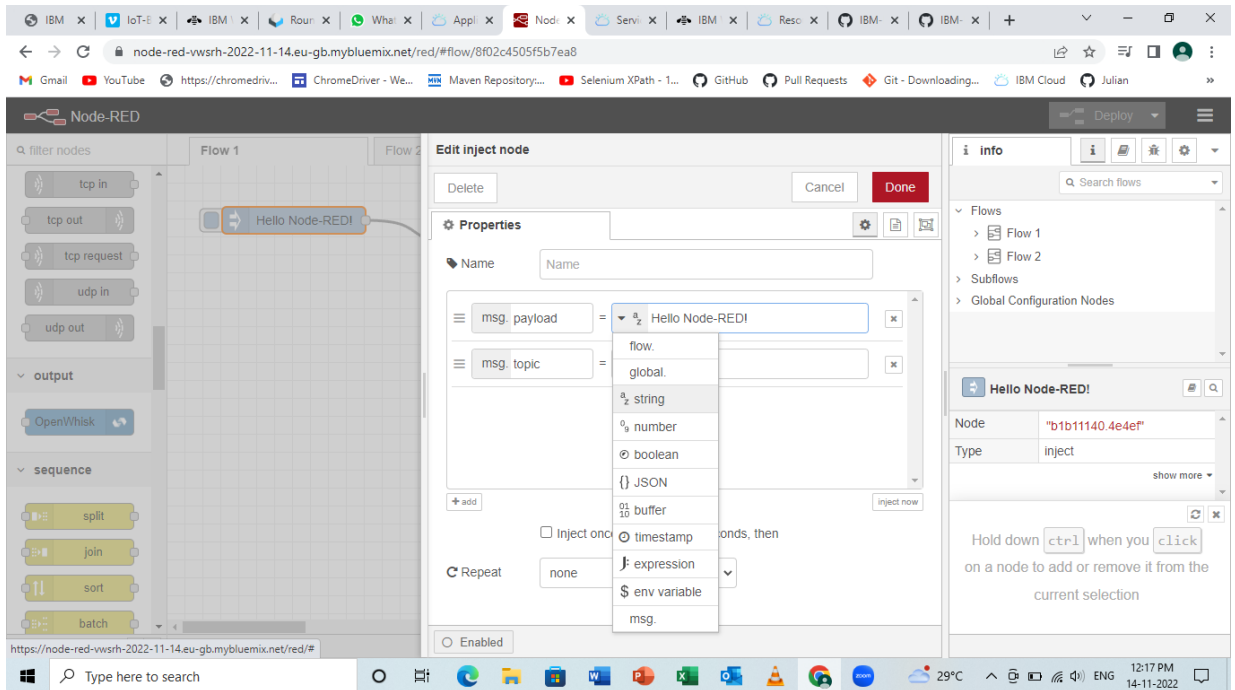 IBM
IoT-E
IBM \
Roun
What
Appli
Node
Servi
IBM
Reso
IBM-
IBM-
node-red-vwsrh-2022-11-14.eu-gb.mybluemix.net/red/#flow/8f02c4505f5b7ea8
Gmail YouTube https://chromedriv... ChromeDriver - We... Maven Repository:... Selenium XPath - 1... GitHub Pull Requests Git - Downloading... IBM Cloud Julian »
Node-RED
Deploy
filter nodes
tcp in
tcp out
tcp request
udp in
udp out
output
OpenWhisk
sequence
split
join
sort
batch
Flow 1
Flow 2
Hello Node-RED!
Edit inject node
Delete
Cancel
Done
Properties
Name
Name
msg. payload = az Hello Node-RED!
msg. topic =
flow.
global.
az string
09 number
boolean
{} JSON
0110 buffer
timestamp
J: expression
$ env variable
msg.
+ add
inject now
Inject once
onds, then
Repeat
none
Enabled
i info
i
Search flows
Flows
Flow 1
Flow 2
Subflows
Global Configuration Nodes
Hello Node-RED!
Node "b1b11140.4e4ef"
Type inject
show more
Hold down ctrl when you click
on a node to add or remove it from the
current selection
https://node-red-vwsrh-2022-11-14.eu-gb.mybluemix.net/red/#
Type here to search
zoom
29°C
ENG
12:17 PM
14-11-2022